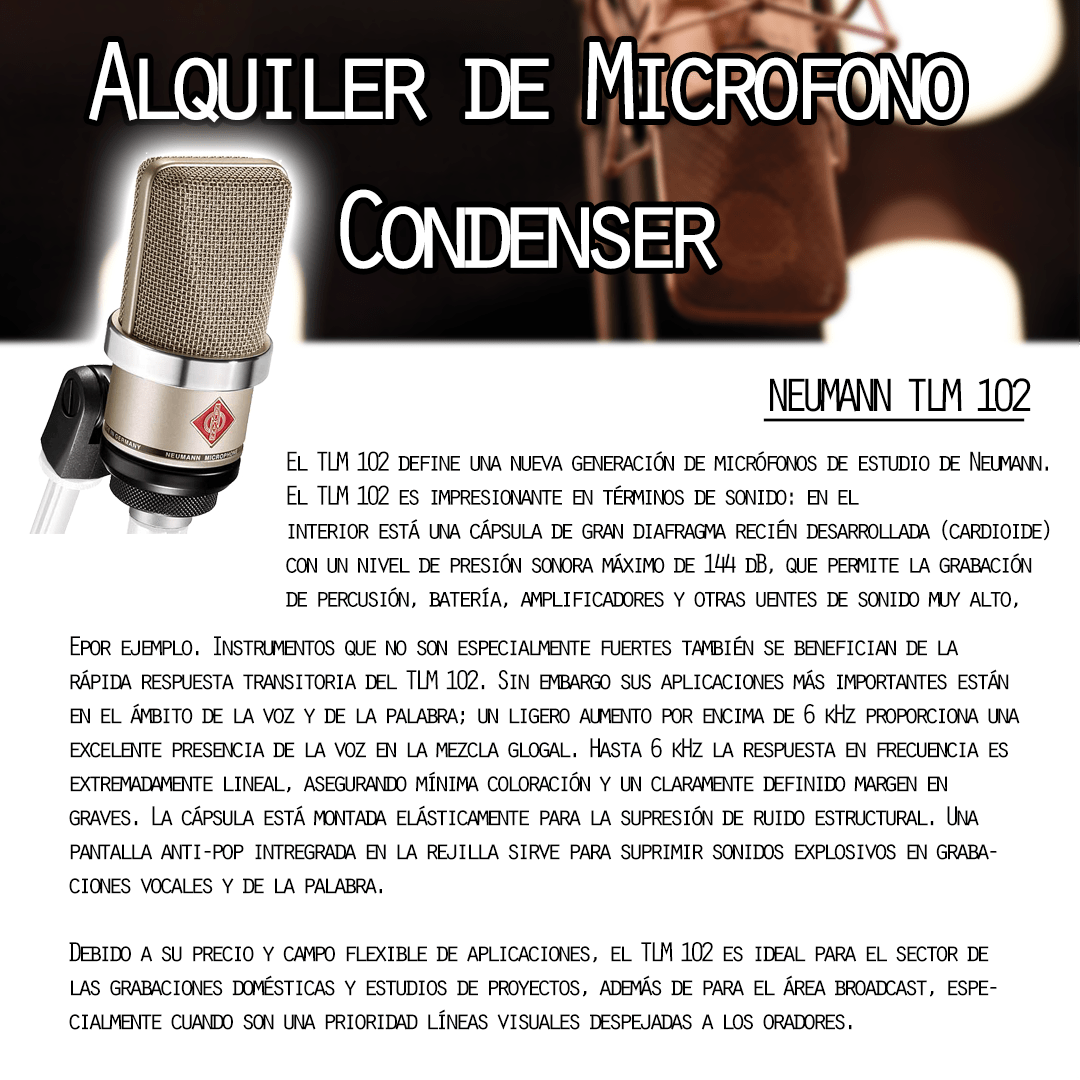 Alquiler de Microfono
Condenser
NEUMANN TLM 102
MADE IN GERMANY
NEUMANN MICROPHONE
El TLM 102 define una nueva generación de micrófonos de estudio de Neumann.
El TLM 102 es impresionante en términos de sonido: en el
interior está una cápsula de gran diafragma recién desarrollada (cardioide)
con un nivel de presión sonora máximo de 144 dB, que permite la grabación
de percusión, batería, amplificadores y otras uentes de sonido muy alto,
Epor ejemplo. Instrumentos que no son especialmente fuertes también se benefician de la
rápida respuesta transitoria del TLM 102. Sin embargo sus aplicaciones más importantes están
en el ámbito de la voz y de la palabra; un ligero aumento por encima de 6 kHz proporciona una
excelente presencia de la voz en la mezcla glogal. Hasta 6 kHz la respuesta en frecuencia es
extremadamente lineal, asegurando mínima coloración y un claramente definido margen en
graves. La cápsula está montada elásticamente para la supresión de ruido estructural. Una
pantalla anti-pop intregrada en la rejilla sirve para suprimir sonidos explosivos en graba-
ciones vocales y de la palabra.
Debido a su precio y campo flexible de aplicaciones, el TLM 102 es ideal para el sector de
las grabaciones domésticas y estudios de proyectos, además de para el área broadcast, espe-
cialmente cuando son una prioridad líneas visuales despejadas a los oradores.